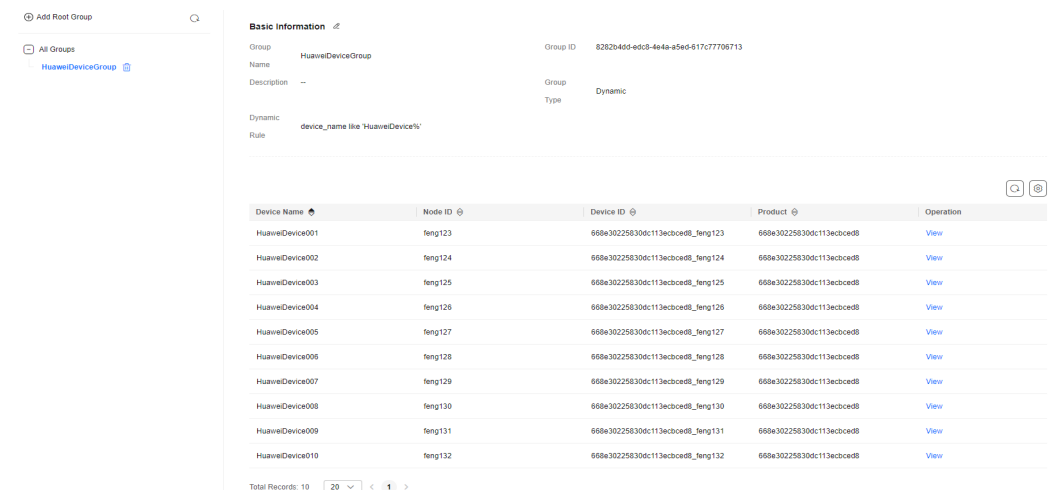 Add Root Group
All Groups
HuaweiDeviceGroup
Basic Information
Group Name HuaweiDeviceGroup Group ID 8282b4dd-edc8-4e4a-a5ed-617c77706713
Description -- Group Type Dynamic
Dynamic Rule device_name like 'HuaweiDevice%'
Device Name Node ID Device ID Product Operation
HuaweiDevice001 feng123 668e30225830dc113ecbced8_feng123 668e30225830dc113ecbced8 View
HuaweiDevice002 feng124 668e30225830dc113ecbced8_feng124 668e30225830dc113ecbced8 View
HuaweiDevice003 feng125 668e30225830dc113ecbced8_feng125 668e30225830dc113ecbced8 View
HuaweiDevice004 feng126 668e30225830dc113ecbced8_feng126 668e30225830dc113ecbced8 View
HuaweiDevice005 feng127 668e30225830dc113ecbced8_feng127 668e30225830dc113ecbced8 View
HuaweiDevice006 feng128 668e30225830dc113ecbced8_feng128 668e30225830dc113ecbced8 View
HuaweiDevice007 feng129 668e30225830dc113ecbced8_feng129 668e30225830dc113ecbced8 View
HuaweiDevice008 feng130 668e30225830dc113ecbced8_feng130 668e30225830dc113ecbced8 View
HuaweiDevice009 feng131 668e30225830dc113ecbced8_feng131 668e30225830dc113ecbced8 View
HuaweiDevice010 feng132 668e30225830dc113ecbced8_feng132 668e30225830dc113ecbced8 View
Total Records: 10 20 < 1 >